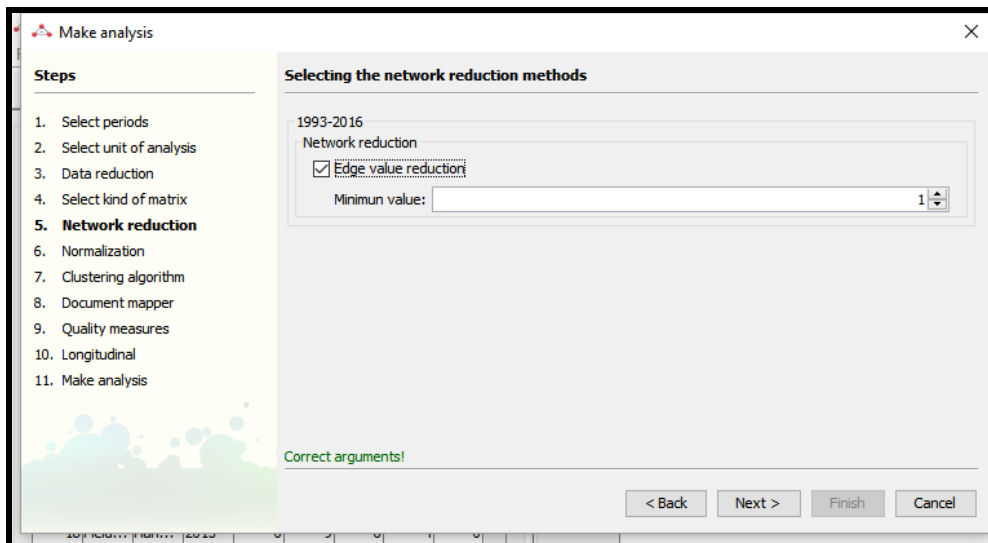 Make analysis
Steps
1. Select periods
2. Select unit of analysis
3. Data reduction
4. Select kind of matrix
5. Network reduction
6. Normalization
7. Clustering algorithm
8. Document mapper
9. Quality measures
10. Longitudinal
11. Make analysis
Selecting the network reduction methods
1993-2016
Network reduction
Edge value reduction
Minimun value: 1
Correct arguments!
< Back Next > Finish Cancel